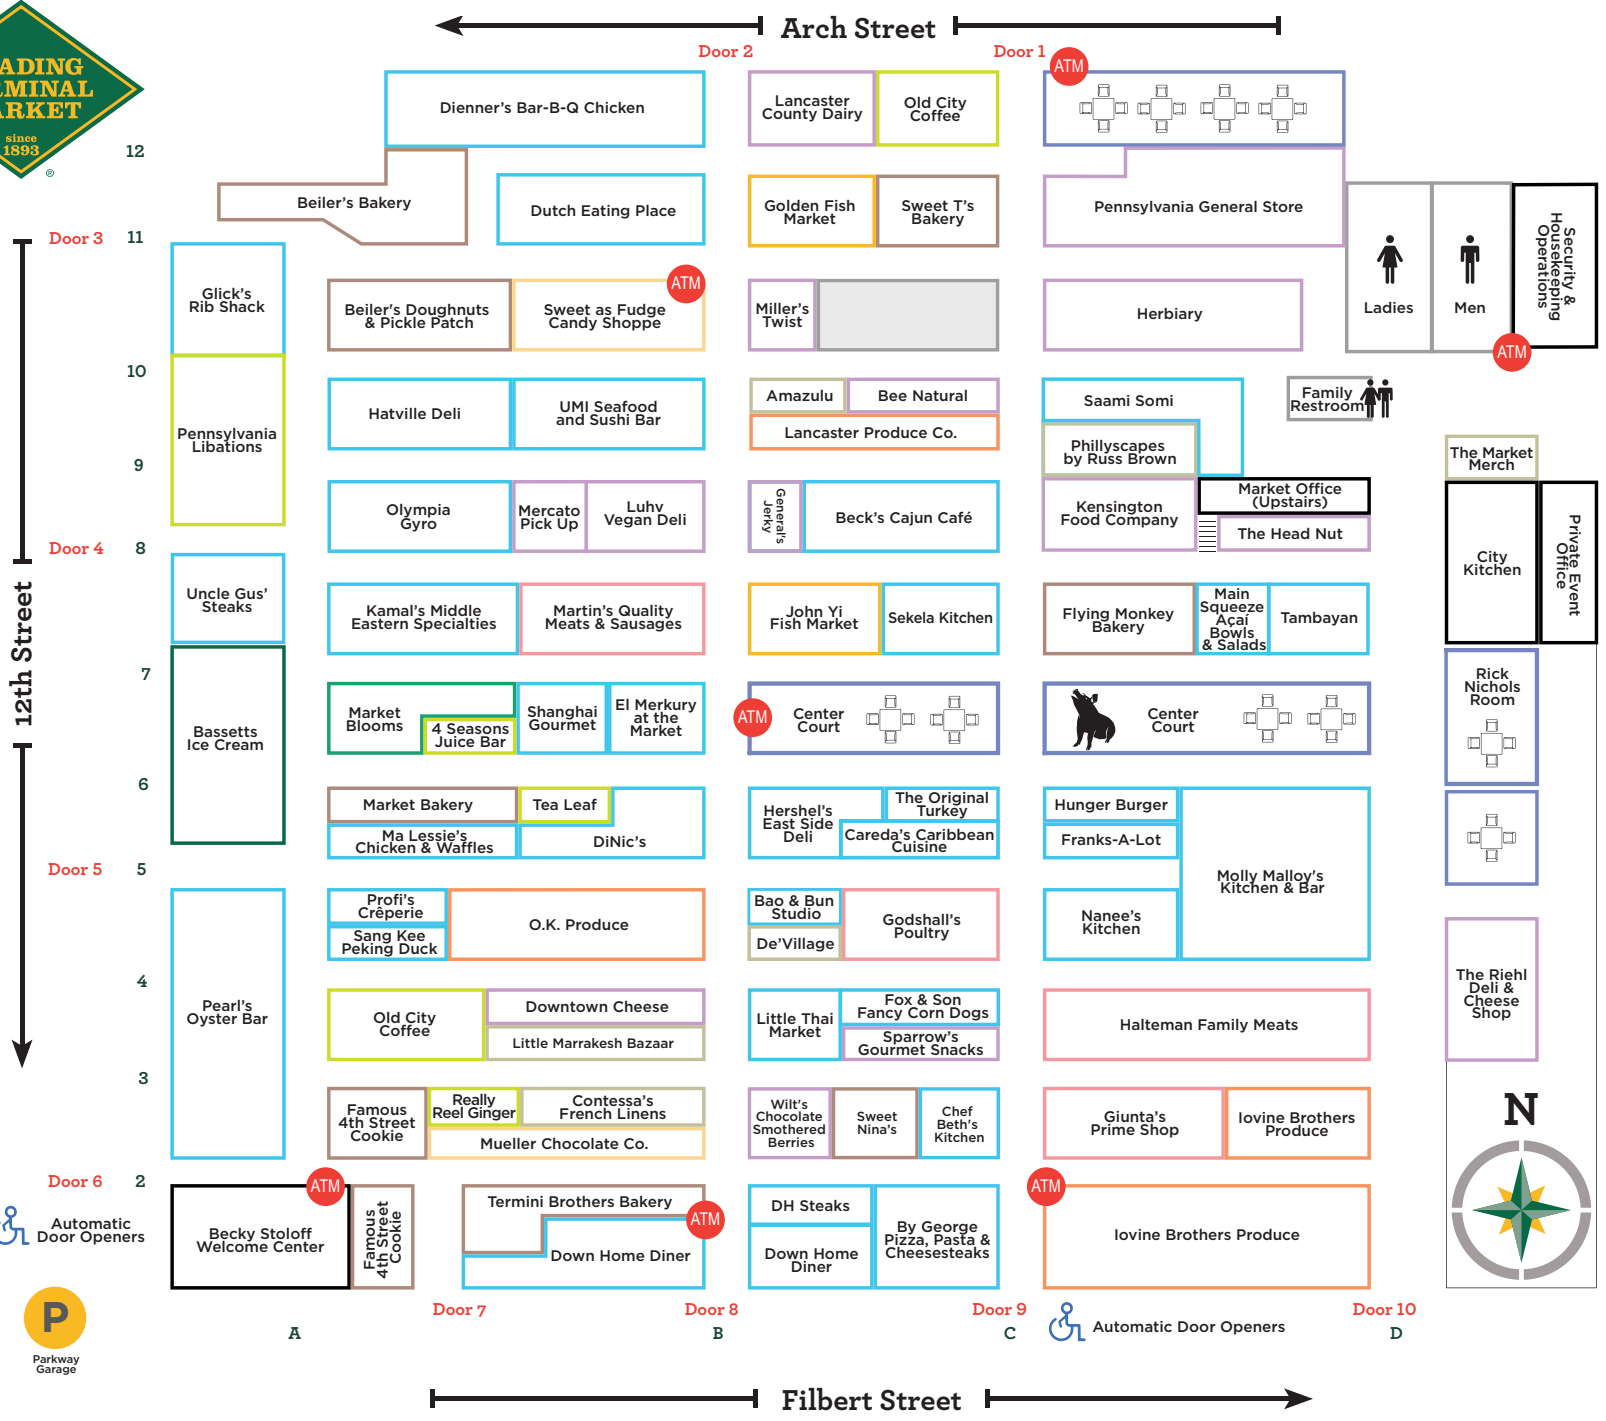 Arch Street
Door 2
Door 1
ATM
ADING
MINAL
ARKET
since
1893
®
Dienner's Bar-B-Q Chicken
Lancaster
County Dairy
Old City
Coffee
12
Beiler's Bakery
Dutch Eating Place
Golden Fish
Market
Sweet T's
Bakery
Pennsylvania General Store
Ladies
Men
Security &
Housekeeping
Operations
ATM
Door 3
11
Glick's
Rib Shack
Beiler's Doughnuts
& Pickle Patch
Sweet as Fudge
Candy Shoppe
ATM
Miller's
Twist
Herbiary
10
Pennsylvania
Libations
Hatville Deli
UMI Seafood
and Sushi Bar
Amazulu
Bee Natural
Lancaster Produce Co.
Saami Somi
Phillyscapes
by Russ Brown
Family
Restroom
The Market
Merch
9
Olympia
Gyro
Mercato
Pick Up
Luhv
Vegan Deli
General's
Jerky
Beck's Cajun Café
Kensington
Food Company
Market Office
(Upstairs)
The Head Nut
City
Kitchen
Private Event
Office
Door 4
8
12th Street
Uncle Gus'
Steaks
Kamal's Middle
Eastern Specialties
Martin's Quality
Meats & Sausages
John Yi
Fish Market
Sekela Kitchen
Flying Monkey
Bakery
Main
Squeeze
Açaí
Bowls
& Salads
Tambayan
7
Bassetts
Ice Cream
Market
Blooms
4 Seasons
Juice Bar
Shanghai
Gourmet
El Merkury
at the
Market
ATM
Center
Court
Center
Court
Rick
Nichols
Room
6
Market Bakery
Tea Leaf
Ma Lessie's
Chicken & Waffles
DiNic's
Hershel's
East Side
Deli
The Original
Turkey
Careda's Caribbean
Cuisine
Hunger Burger
Franks-A-Lot
Molly Malloy's
Kitchen & Bar
Door 5
5
Profi's
Crêperie
Sang Kee
Peking Duck
O.K. Produce
Bao & Bun
Studio
De'Village
Godshall's
Poultry
Nanee's
Kitchen
4
Pearl's
Oyster Bar
Old City
Coffee
Downtown Cheese
Little Marrakesh Bazaar
Little Thai
Market
Fox & Son
Fancy Corn Dogs
Sparrow's
Gourmet Snacks
Halteman Family Meats
The Riehl
Deli &
Cheese
Shop
3
Famous
4th Street
Cookie
Really
Reel Ginger
Contessa's
French Linens
Mueller Chocolate Co.
Wilt's
Chocolate
Smothered
Berries
Sweet
Nina's
Chef
Beth's
Kitchen
Giunta's
Prime Shop
Iovine Brothers
Produce
N
Door 6
2
Automatic
Door Openers
ATM
Becky Stoloff
Welcome Center
Famous
4th Street
Cookie
Termini Brothers Bakery
ATM
Down Home Diner
DH Steaks
Down Home
Diner
By George
Pizza, Pasta &
Cheesesteaks
ATM
Iovine Brothers Produce
P
Parkway
Garage
Door 7
Door 8
Door 9
Automatic Door Openers
Door 10
A
B
C
D
Filbert Street